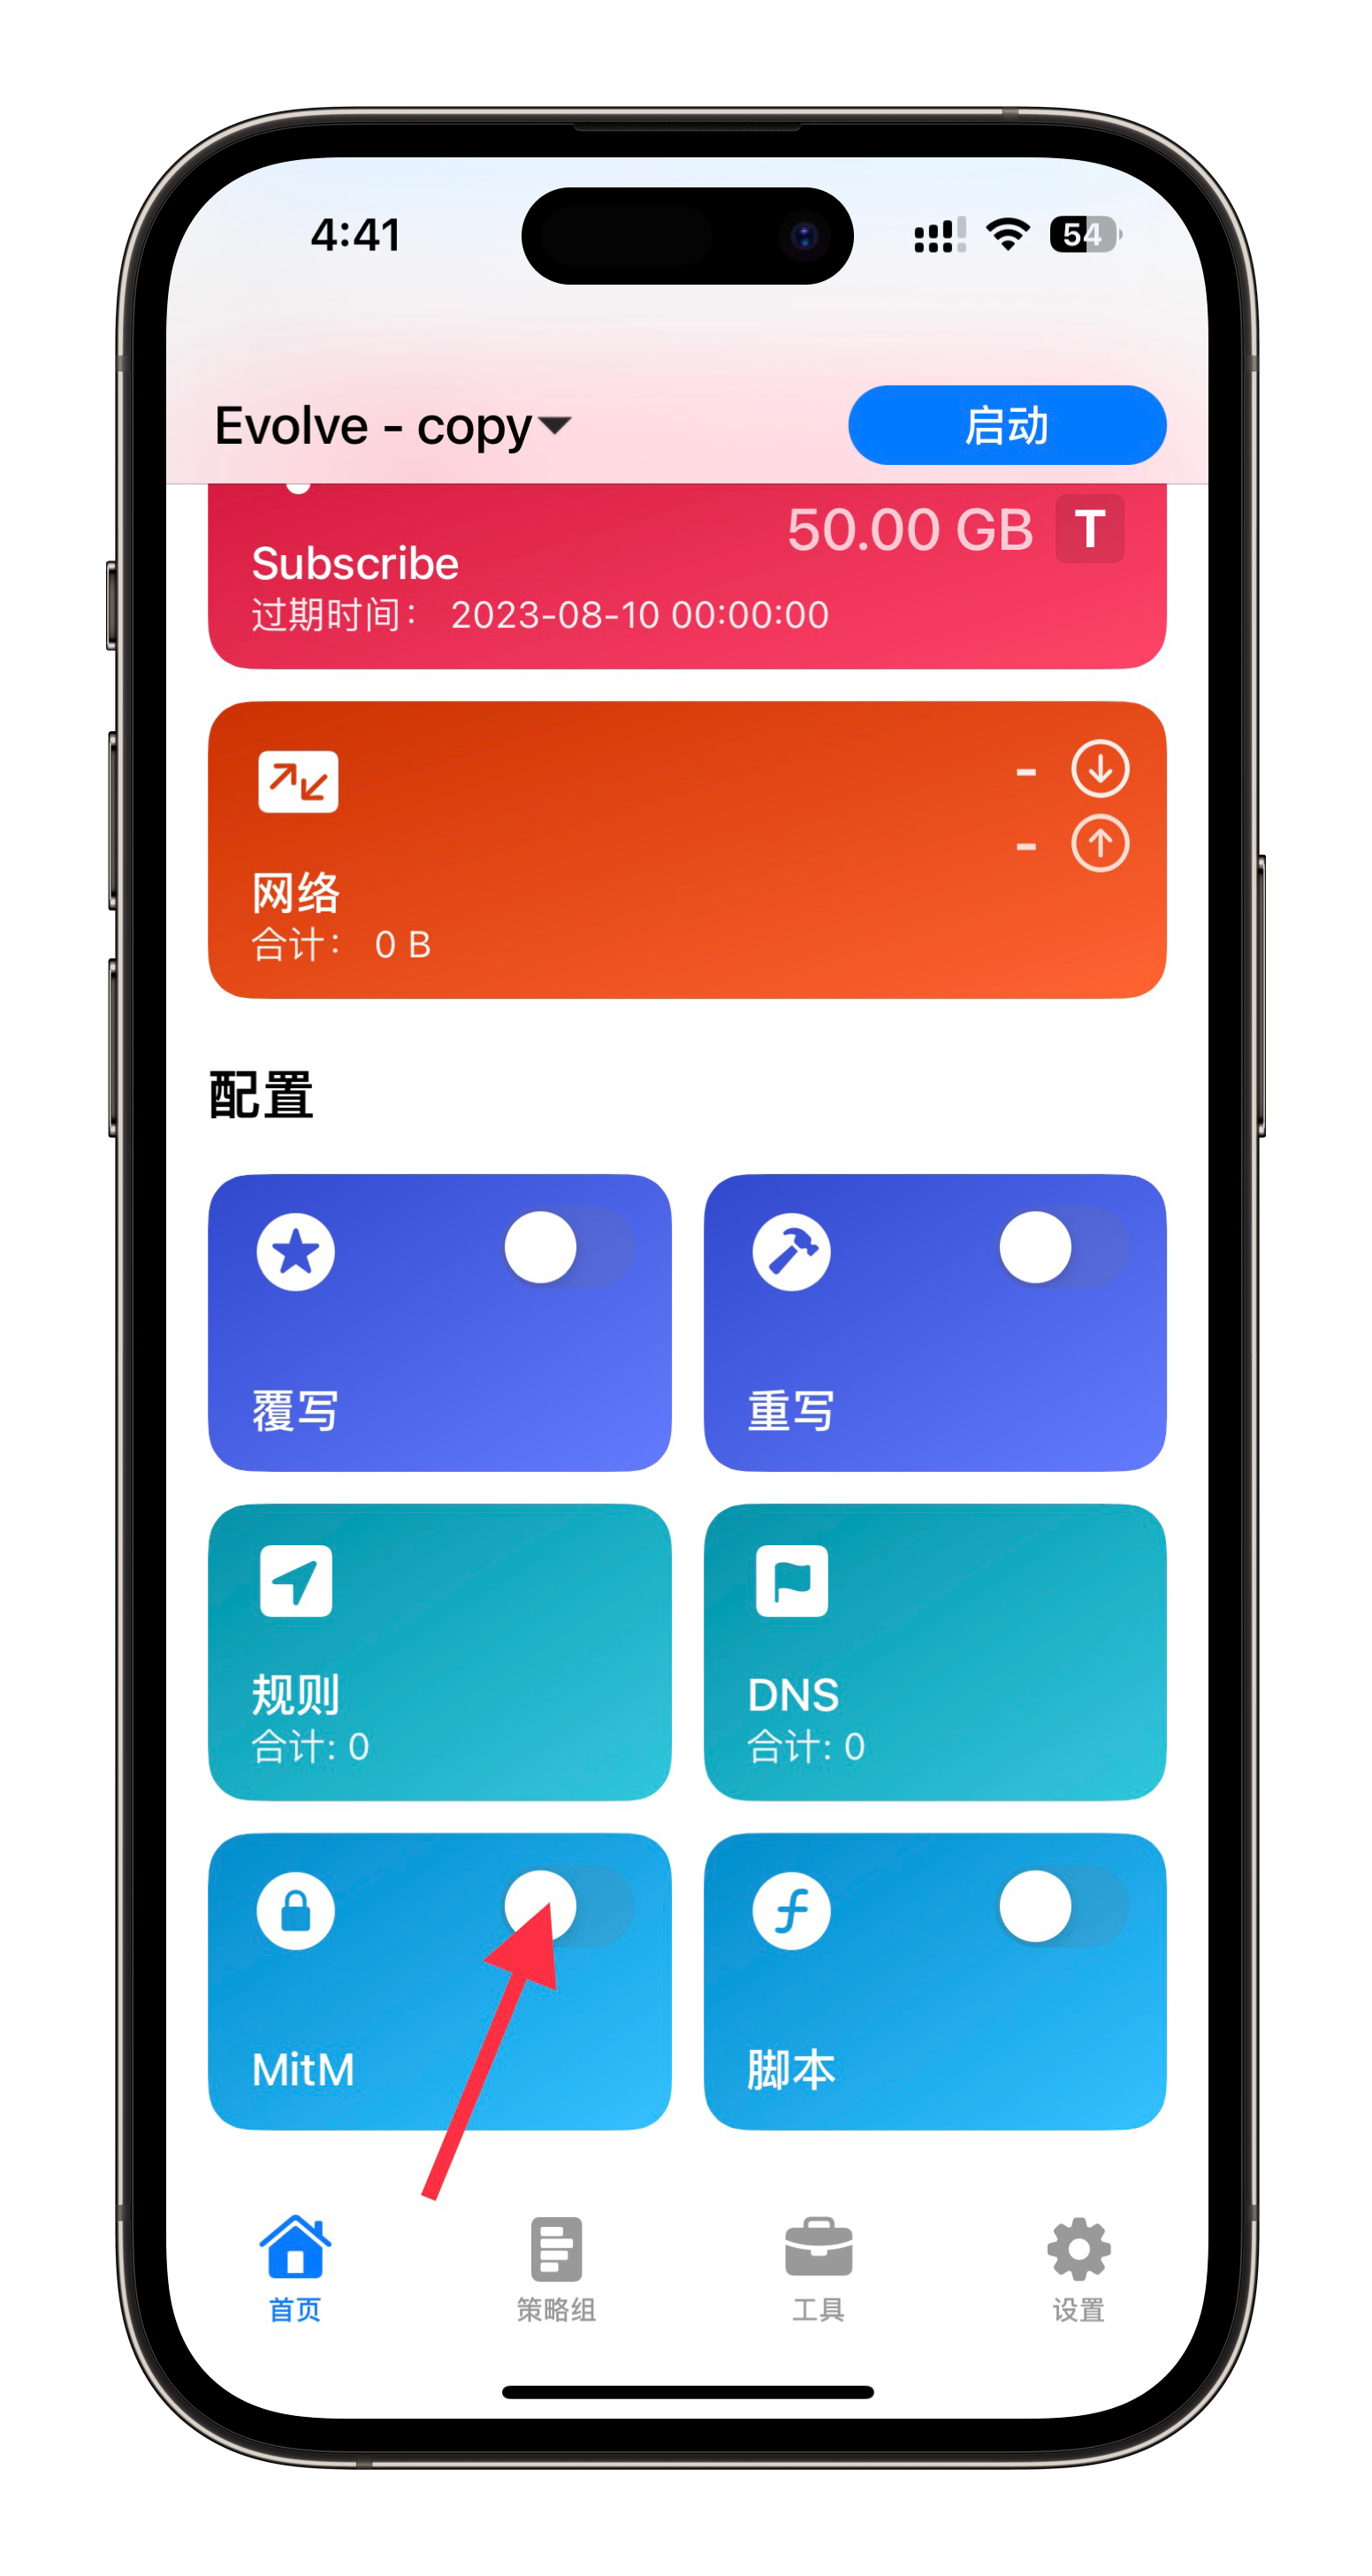 4:41
54
Evolve - copy
启动
50.00 GB
T
Subscribe
过期时间： 2023-08-10 00:00:00
-
-
网络
合计： 0 B
配置
覆写
重写
规则
合计: 0
DNS
合计: 0
MitM
脚本
首页
策略组
工具
设置